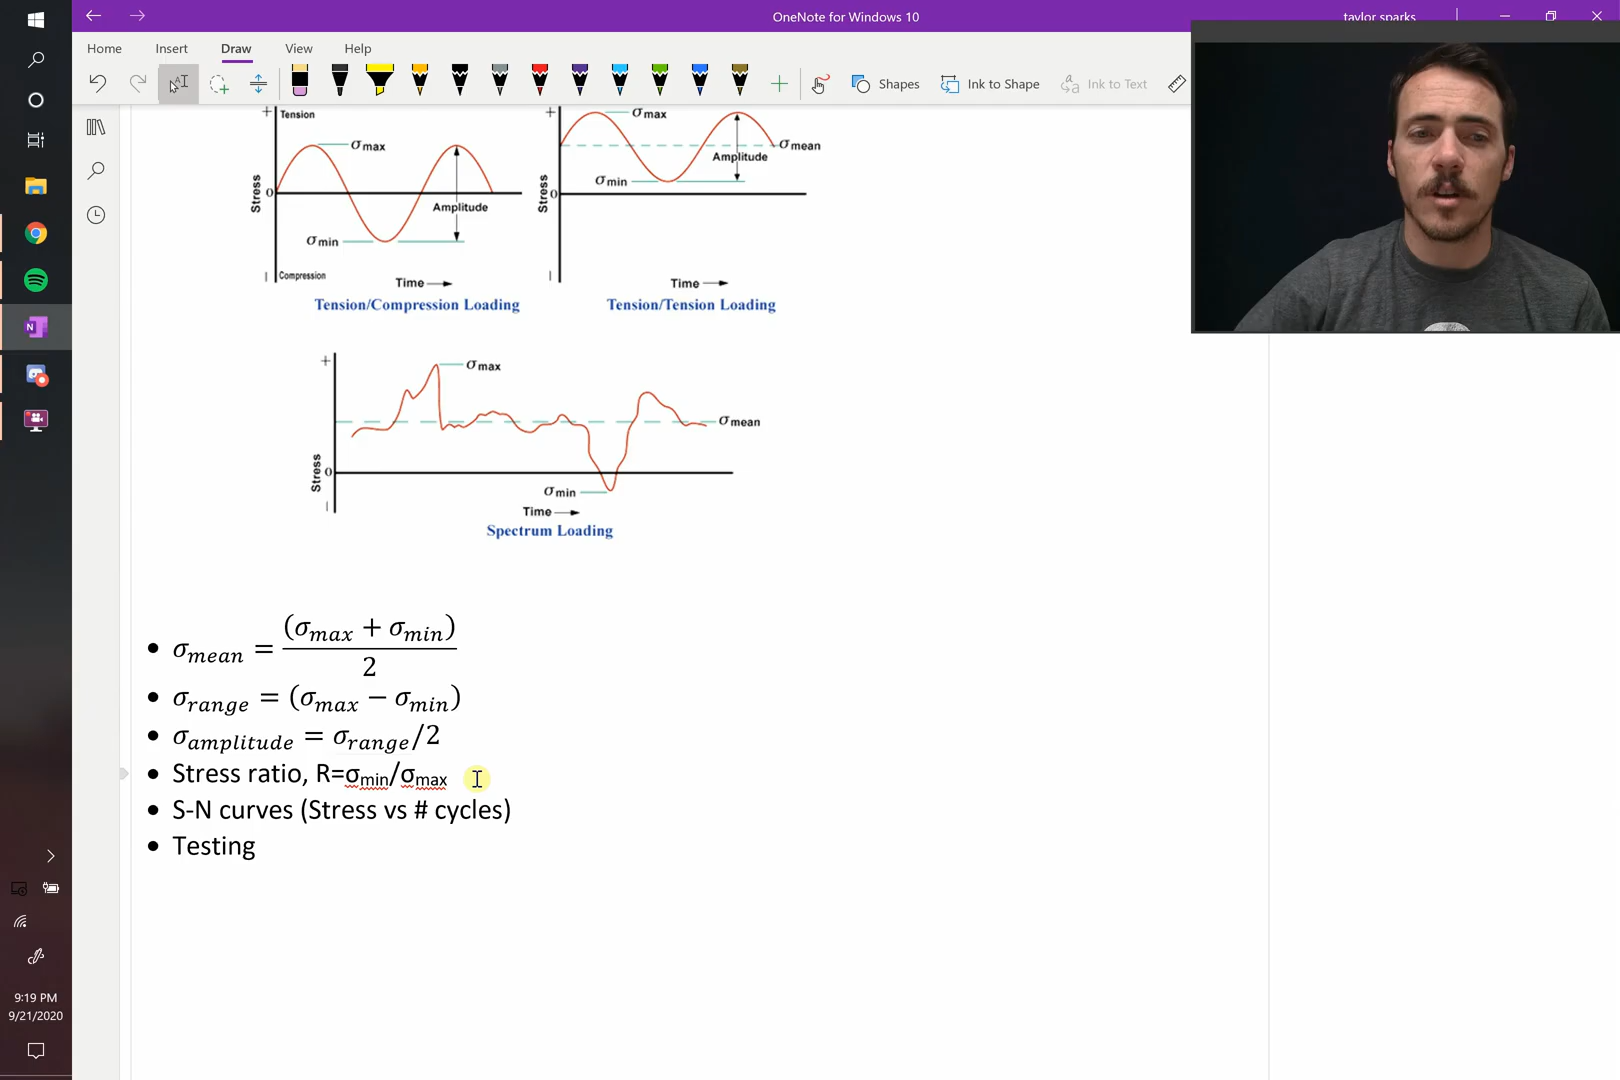 OneNote for Windows 10
taylor sparks
Home Insert Draw View Help
Shapes Ink to Shape Ink to Text
+ Tension
σmax
Stress
0
Amplitude
σmin
Compression
Time
Tension/Compression Loading
+
σmax
σmean
Amplitude
σmin
Stress
0
Time
Tension/Tension Loading
+
σmax
σmean
Stress
0
σmin
Time
Spectrum Loading
• σmean = (σmax + σmin) / 2
• σrange = (σmax − σmin)
• σamplitude = σrange/2
• Stress ratio, R=σmin/σmax
• S-N curves (Stress vs # cycles)
• Testing
9:19 PM
9/21/2020